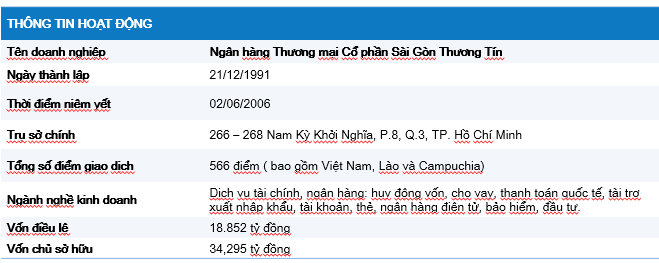 THÔNG TIN HOẠT ĐỘNG
Tên doanh nghiệp Ngân hàng Thương mại Cổ phần Sài Gòn Thương Tín
Ngày thành lập 21/12/1991
Thời điểm niêm yết 02/06/2006
Trụ sở chính 266 – 268 Nam Kỳ Khởi Nghĩa, P.8, Q.3, TP. Hồ Chí Minh
Tổng số điểm giao dịch 566 điểm ( bao gồm Việt Nam, Lào và Campuchia)
Ngành nghề kinh doanh Dịch vụ tài chính, ngân hàng: huy động vốn, cho vay, thanh toán quốc tế, tài trợ
xuất nhập khẩu, tài khoản, thẻ, ngân hàng điện tử, bảo hiểm, đầu tư.
Vốn điều lệ 18.852 tỷ đồng
Vốn chủ sở hữu 34,295 tỷ đồng